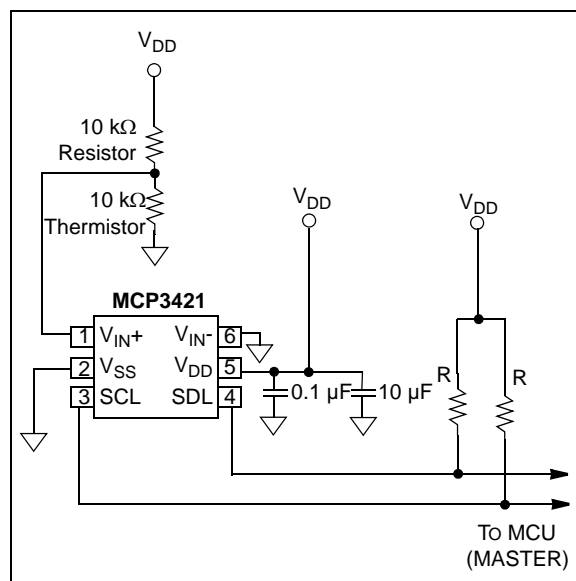 VDD
10 kΩ
Resistor
10 kΩ
Thermistor
VDD
VDD
MCP3421
1 VIN+ VIN- 6
2 VSS VDD 5
3 SCL SDL 4
0.1 µF
10 µF
R
R
TO MCU
(MASTER)